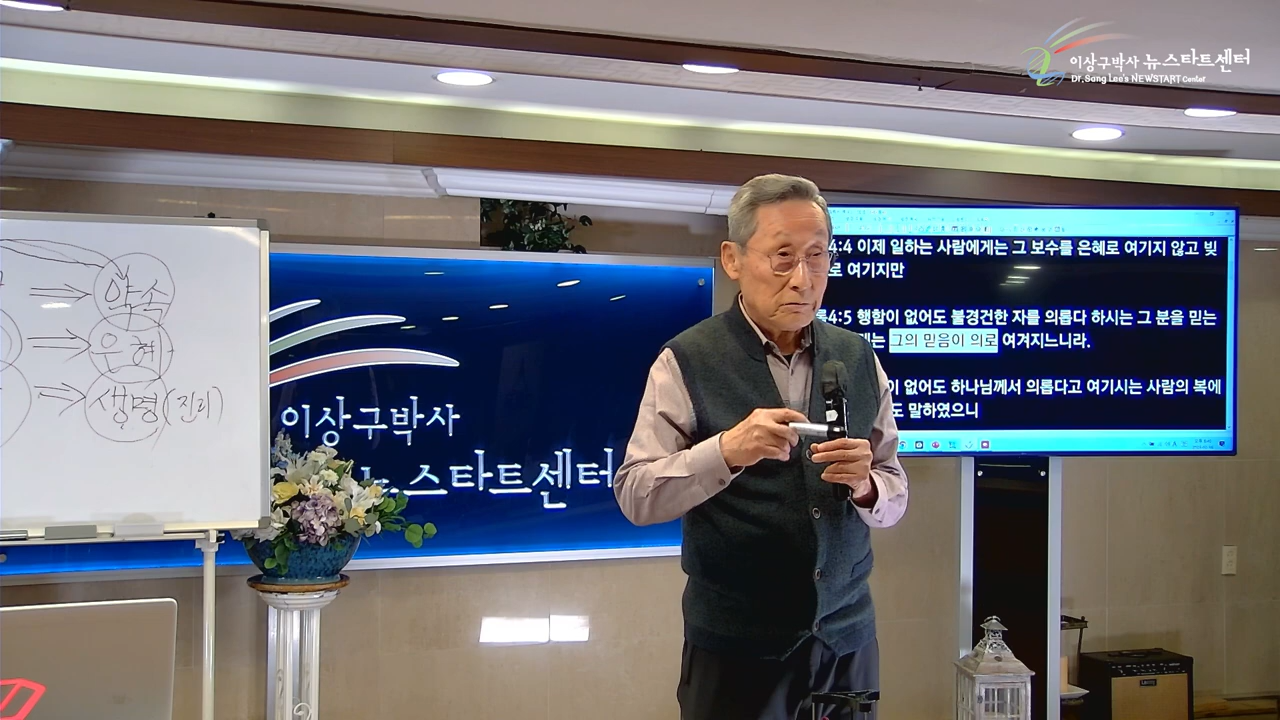 이상구박사 뉴스타트센터
Dr. Sang Lee's NEWSTART Center
약속
은혜
생명 (진리)
이상구박사
뉴스타트센터
4:4 이제 일하는 사람에게는 그 보수를 은혜로 여기지 않고 빚
로 여기지만
롬4:5 행함이 없어도 불경건한 자를 의롭다 하시는 그 분을 믿는
는 그의 믿음이 의로 여겨지느니라.
이 없어도 하나님께서 의롭다고 여기시는 사람의 복에
도 말하였으니